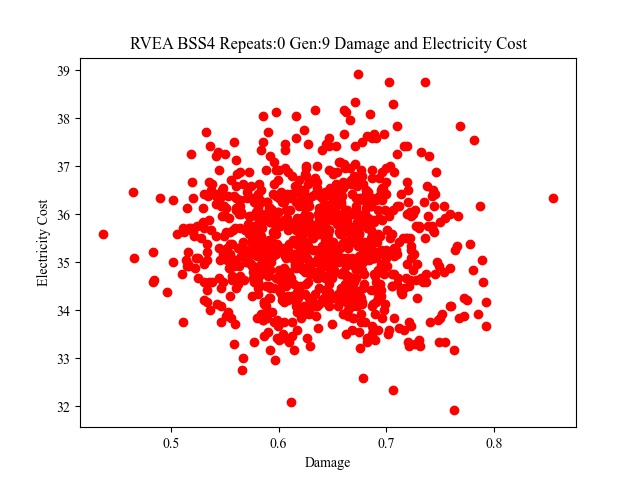 RVEA BSS4 Repeats:0 Gen:9 Damage and Electricity Cost
39
38
37
36
35
34
33
32
Electricity Cost
0.5 0.6 0.7 0.8
Damage